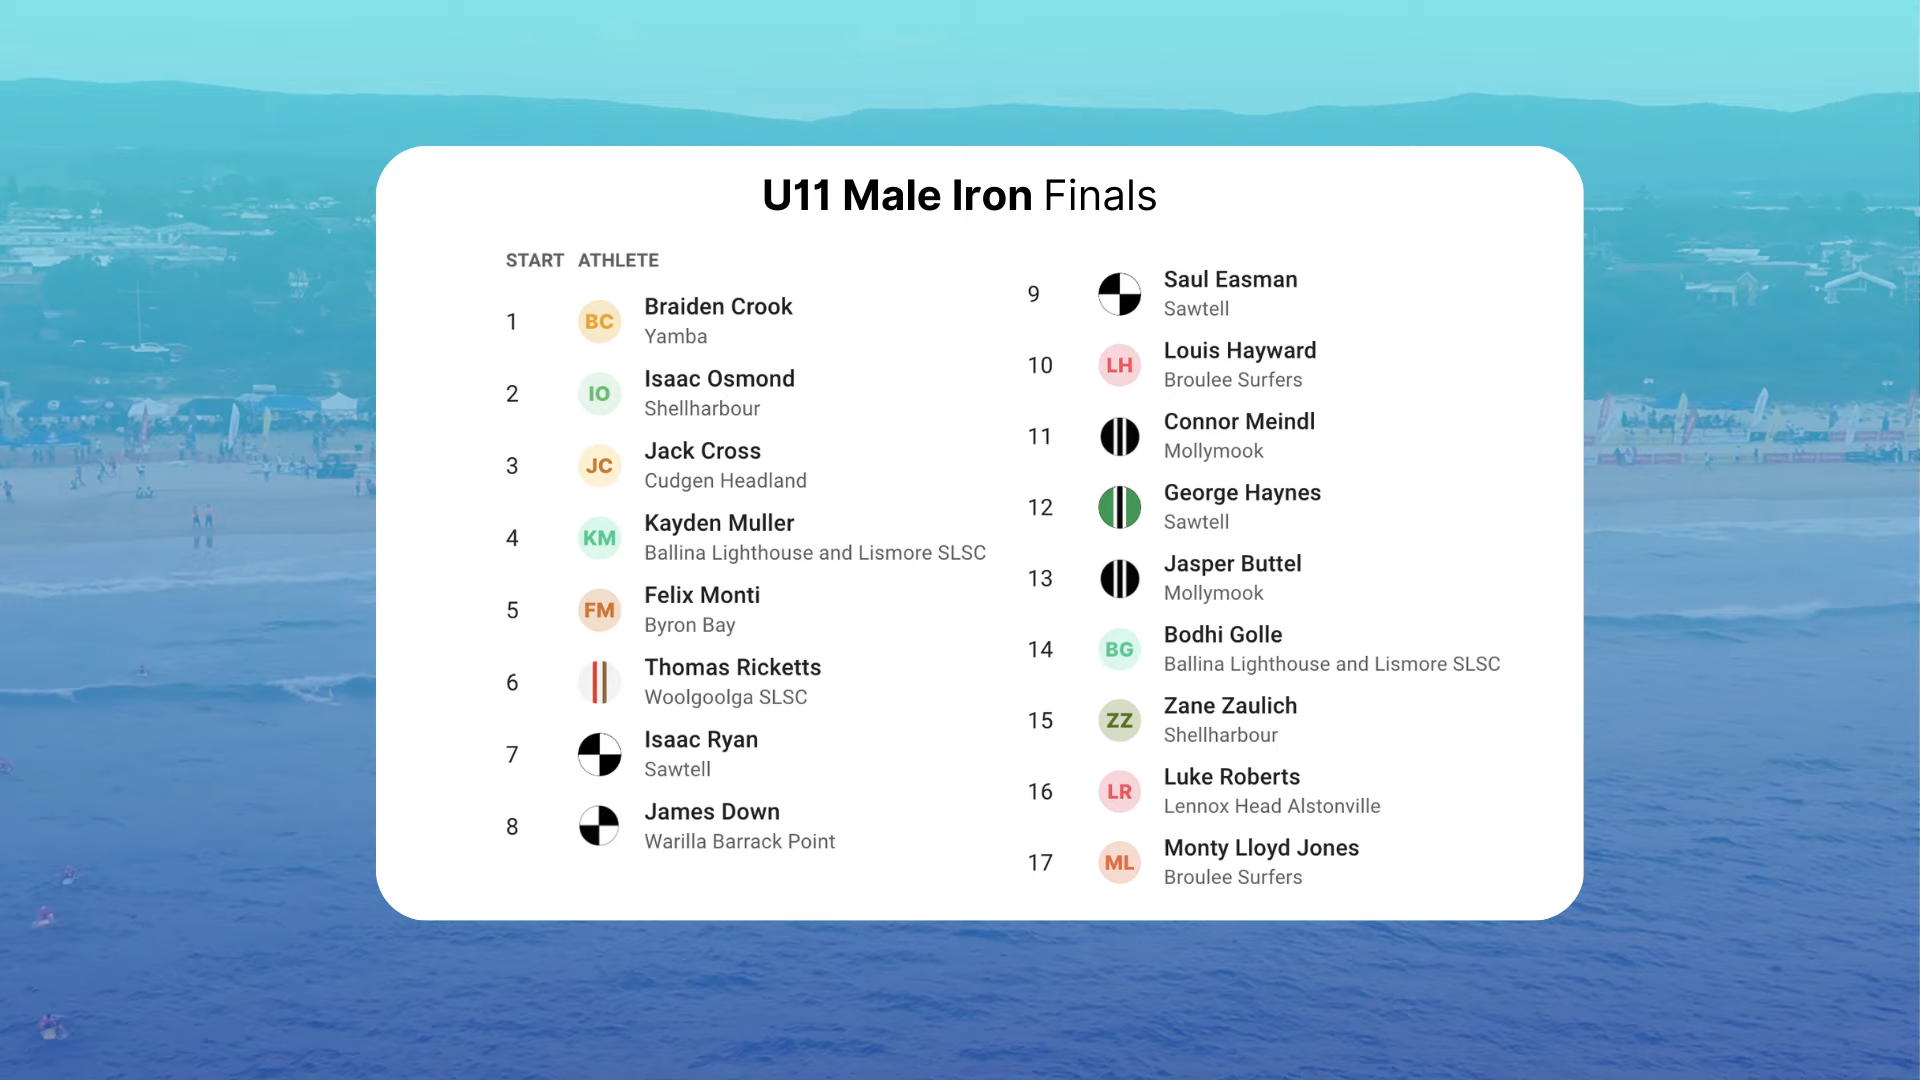 U11 Male Iron Finals
START ATHLETE
1
BC
Braiden Crook
Yamba
2
IO
Isaac Osmond
Shellharbour
3
JC
Jack Cross
Cudgen Headland
4
KM
Kayden Muller
Ballina Lighthouse and Lismore SLSC
5
FM
Felix Monti
Byron Bay
6
Thomas Ricketts
Woolgoolga SLSC
7
Isaac Ryan
Sawtell
8
James Down
Warilla Barrack Point
9
Saul Easman
Sawtell
10
LH
Louis Hayward
Broulee Surfers
11
Connor Meindl
Mollymook
12
George Haynes
Sawtell
13
Jasper Buttel
Mollymook
14
BG
Bodhi Golle
Ballina Lighthouse and Lismore SLSC
15
ZZ
Zane Zaulich
Shellharbour
16
LR
Luke Roberts
Lennox Head Alstonville
17
ML
Monty Lloyd Jones
Broulee Surfers